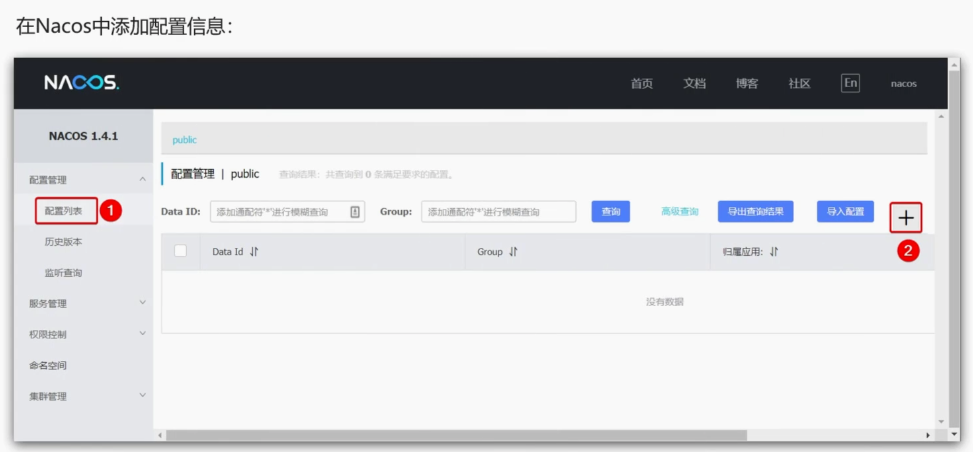 在Nacos中添加配置信息：
NACOS.
首页 文档 博客 社区 En nacos
NACOS 1.4.1
public
配置管理
配置管理 | public 查询结果：共查询到 0 条满足要求的配置。
配置列表 1
Data ID: 添加通配符'*'进行模糊查询 Group: 添加通配符'*'进行模糊查询 查询 高级查询 导出查询结果 导入配置 +
2
历史版本
Data Id Group 归属应用:
监听查询
服务管理
没有数据
权限控制
命名空间
集群管理